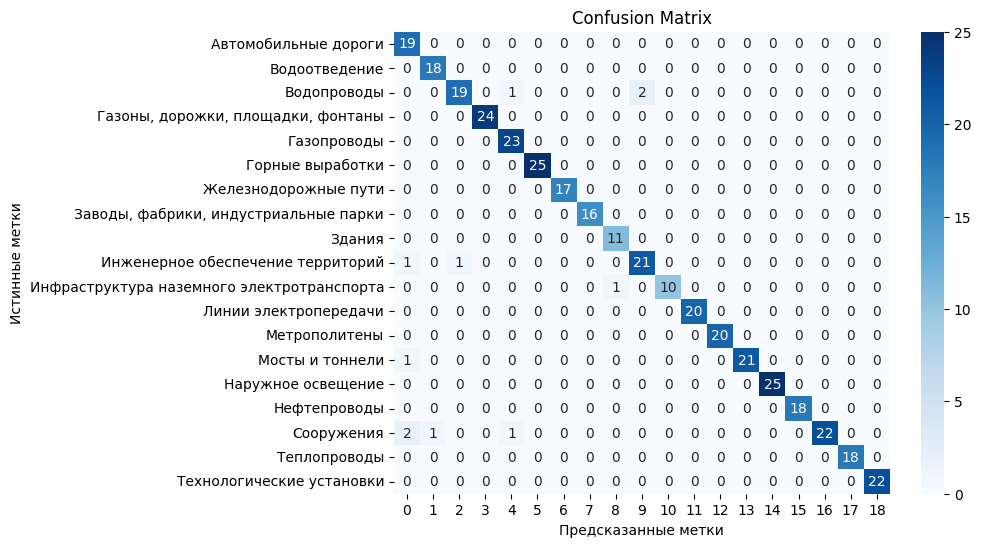 Confusion Matrix
Истинные метки
Автомобильные дороги 19 0 0 0 0 0 0 0 0 0 0 0 0 0 0 0 0 0 0
Водоотведение 0 18 0 0 0 0 0 0 0 0 0 0 0 0 0 0 0 0 0
Водопроводы 0 0 19 0 1 0 0 0 0 2 0 0 0 0 0 0 0 0 0
Газоны, дорожки, площадки, фонтаны 0 0 0 24 0 0 0 0 0 0 0 0 0 0 0 0 0 0 0
Газопроводы 0 0 0 0 23 0 0 0 0 0 0 0 0 0 0 0 0 0 0
Горные выработки 0 0 0 0 0 25 0 0 0 0 0 0 0 0 0 0 0 0 0
Железнодорожные пути 0 0 0 0 0 0 17 0 0 0 0 0 0 0 0 0 0 0 0
Заводы, фабрики, индустриальные парки 0 0 0 0 0 0 0 16 0 0 0 0 0 0 0 0 0 0 0
Здания 0 0 0 0 0 0 0 0 11 0 0 0 0 0 0 0 0 0 0
Инженерное обеспечение территорий 1 0 1 0 0 0 0 0 0 21 0 0 0 0 0 0 0 0 0
Инфраструктура наземного электротранспорта 0 0 0 0 0 0 0 0 1 0 10 0 0 0 0 0 0 0 0
Линии электропередачи 0 0 0 0 0 0 0 0 0 0 0 20 0 0 0 0 0 0 0
Метрополитены 0 0 0 0 0 0 0 0 0 0 0 0 20 0 0 0 0 0 0
Мосты и тоннели 1 0 0 0 0 0 0 0 0 0 0 0 0 21 0 0 0 0 0
Наружное освещение 0 0 0 0 0 0 0 0 0 0 0 0 0 0 25 0 0 0 0
Нефтепроводы 0 0 0 0 0 0 0 0 0 0 0 0 0 0 0 18 0 0 0
Сооружения 2 1 0 0 1 0 0 0 0 0 0 0 0 0 0 0 22 0 0
Теплопроводы 0 0 0 0 0 0 0 0 0 0 0 0 0 0 0 0 0 18 0
Технологические установки 0 0 0 0 0 0 0 0 0 0 0 0 0 0 0 0 0 0 22
0 1 2 3 4 5 6 7 8 9 10 11 12 13 14 15 16 17 18
Предсказанные метки
25
20
15
10
5
0